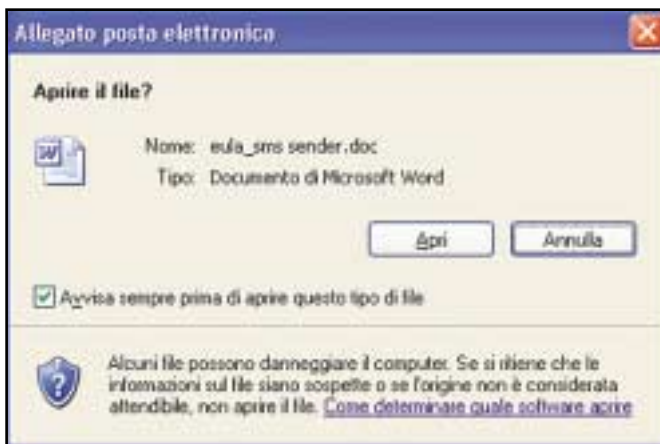 Allegato posta elettronica
Aprire il file?
Nome: eula_sms sender.doc
Tipo: Documento di Microsoft Word
Apri Annulla
Avvisa sempre prima di aprire questo tipo di file
Alcuni file possono danneggiare il computer. Se si ritiene che le
informazioni sul file siano sospette o se l'origine non è considerata
attendibile, non aprire il file. Come determinare quale software aprire